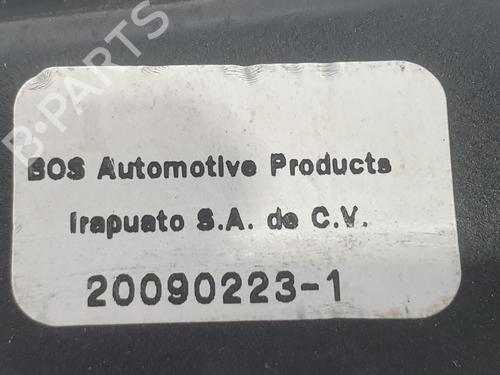 B-PARTS
BOS Automotive Products
Irapuato S.A. de C.V.
20090223-1